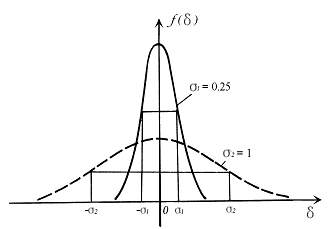 f(δ)
σ₁ = 0.25
σ₂ = 1
-σ₂ -σ₁ 0 σ₁ σ₂ δ